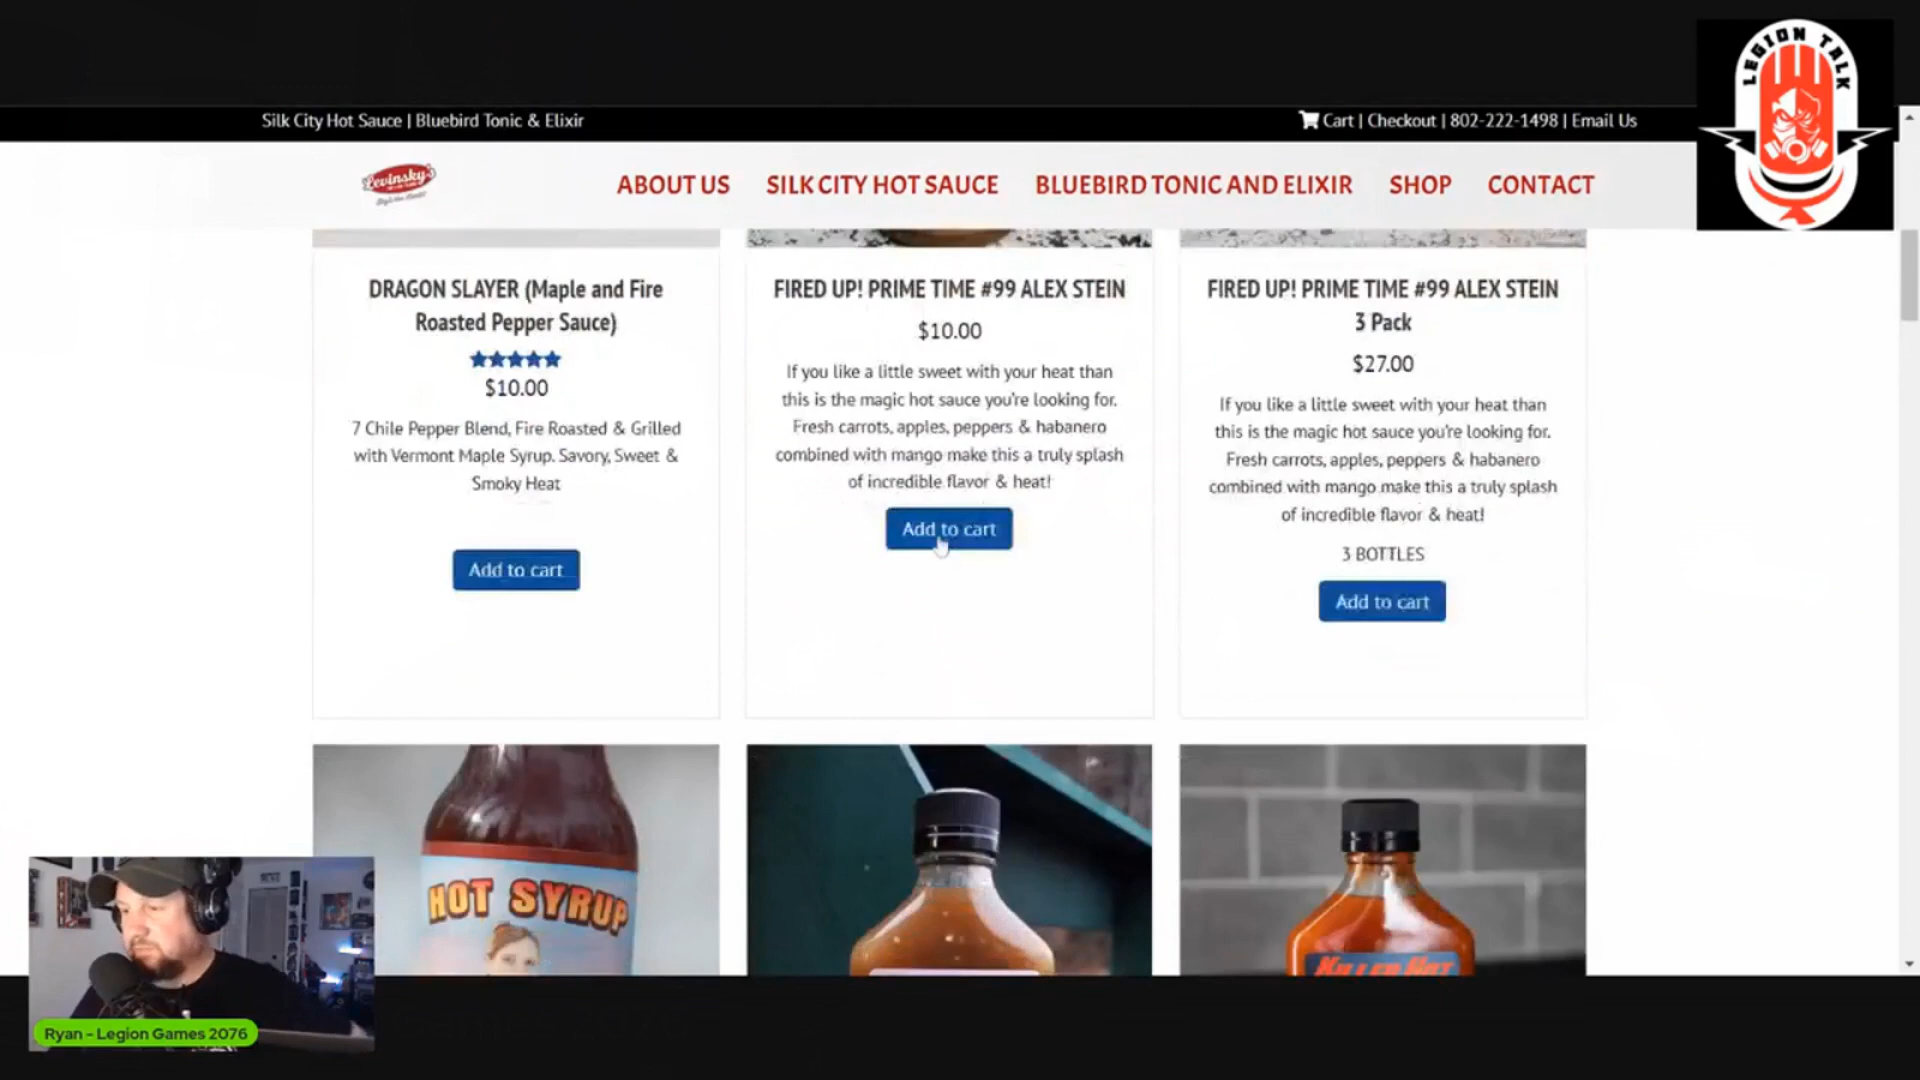 LEGION TALK
Silk City Hot Sauce | Bluebird Tonic & Elixir
Cart | Checkout | 802-222-1498 | Email Us
Levinsky's
ABOUT US
SILK CITY HOT SAUCE
BLUEBIRD TONIC AND ELIXIR
SHOP
CONTACT
DRAGON SLAYER (Maple and Fire
Roasted Pepper Sauce)
$10.00
7 Chile Pepper Blend, Fire Roasted & Grilled
with Vermont Maple Syrup. Savory, Sweet &
Smoky Heat
Add to cart
FIRED UP! PRIME TIME #99 ALEX STEIN
$10.00
If you like a little sweet with your heat than
this is the magic hot sauce you're looking for.
Fresh carrots, apples, peppers & habanero
combined with mango make this a truly splash
of incredible flavor & heat!
Add to cart
FIRED UP! PRIME TIME #99 ALEX STEIN
3 Pack
$27.00
If you like a little sweet with your heat than
this is the magic hot sauce you're looking for.
Fresh carrots, apples, peppers & habanero
combined with mango make this a truly splash
of incredible flavor & heat!
3 BOTTLES
Add to cart
HOT SYRUP
KILLER HOT
Ryan - Legion Games 2076